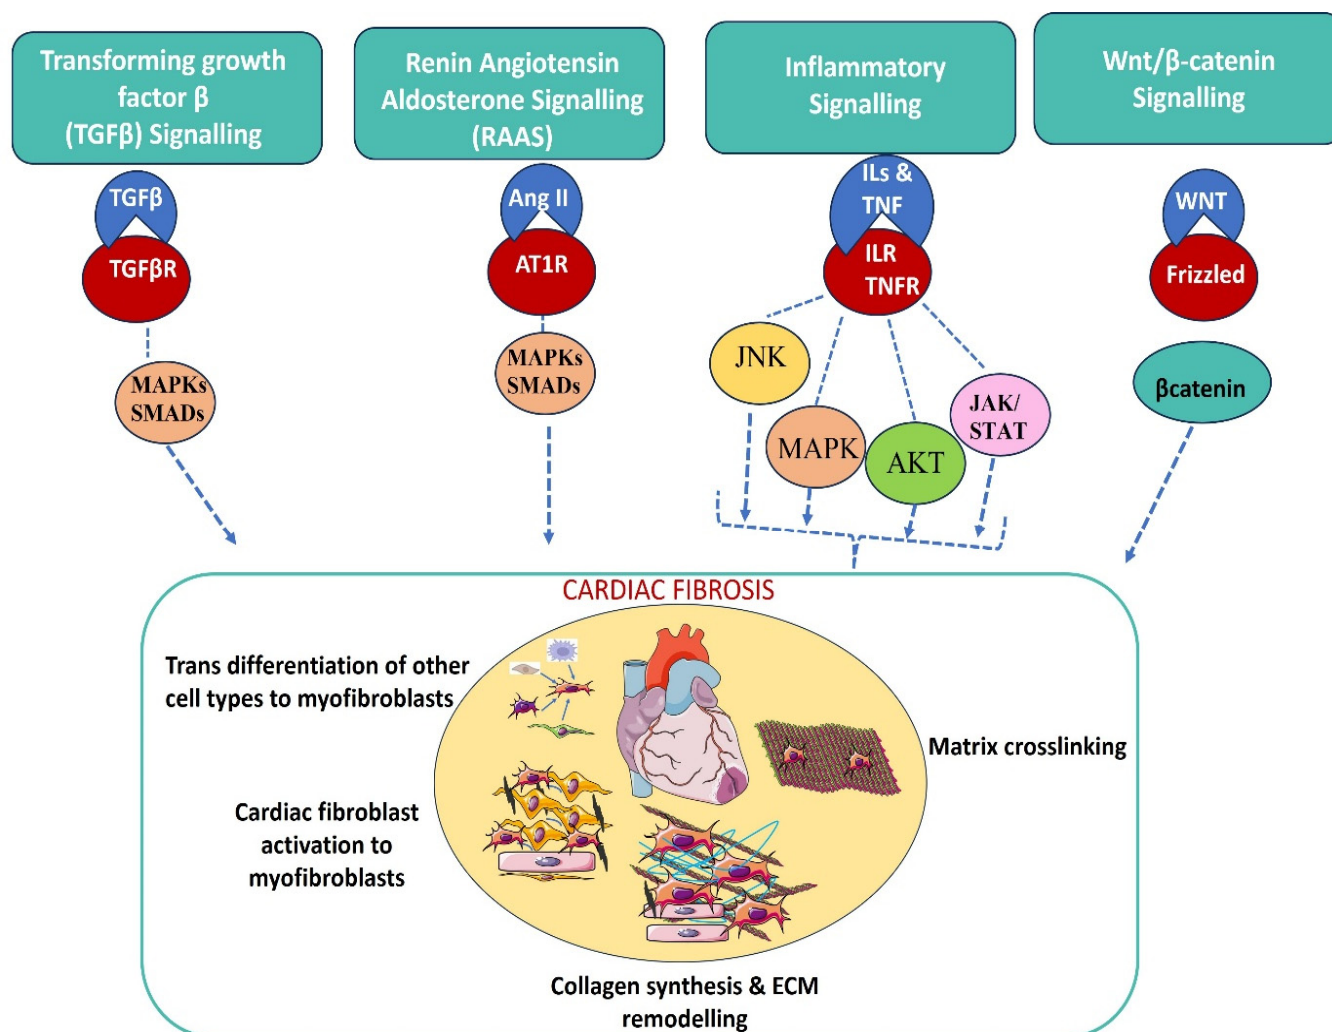 Transforming growth
factor β
(TGFβ) Signalling
TGFβ
TGFβR
MAPKs
SMADs
Renin Angiotensin
Aldosterone Signalling
(RAAS)
Ang II
AT1R
MAPKs
SMADs
Inflammatory
Signalling
ILs &
TNF
ILR
TNFR
JNK
MAPK
AKT
JAK/
STAT
Wnt/β-catenin
Signalling
WNT
Frizzled
βcatenin
CARDIAC FIBROSIS
Trans differentiation of other
cell types to myofibroblasts
Matrix crosslinking
Cardiac fibroblast
activation to
myofibroblasts
Collagen synthesis & ECM
remodelling